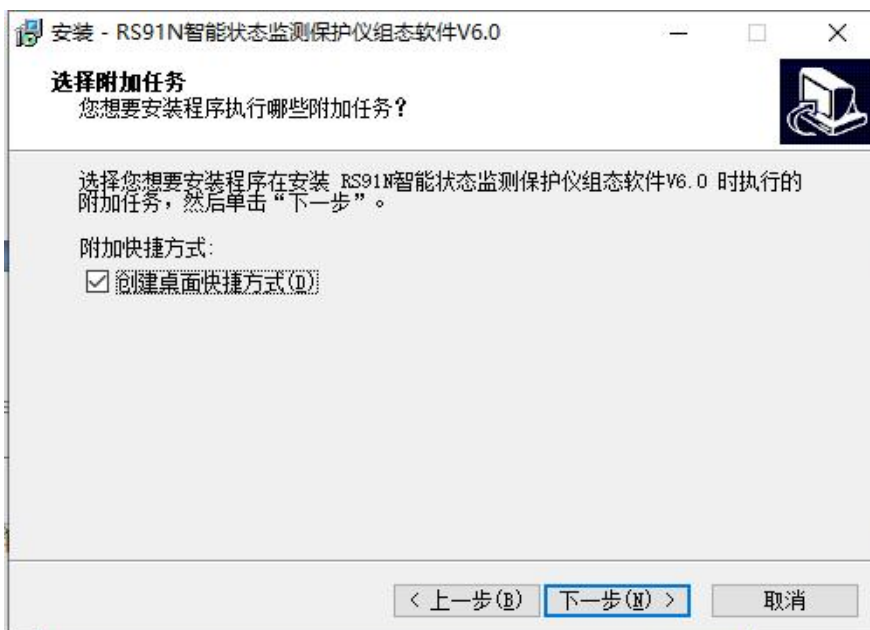 安装 - RS91N智能状态监测保护仪组态软件V6.0
选择附加任务
您想要安装程序执行哪些附加任务？
选择您想要安装程序在安装 RS91N智能状态监测保护仪组态软件V6.0 时执行的
附加任务，然后单击“下一步”。
附加快捷方式:
创建桌面快捷方式(D)
< 上一步(B) 下一步(N) > 取消